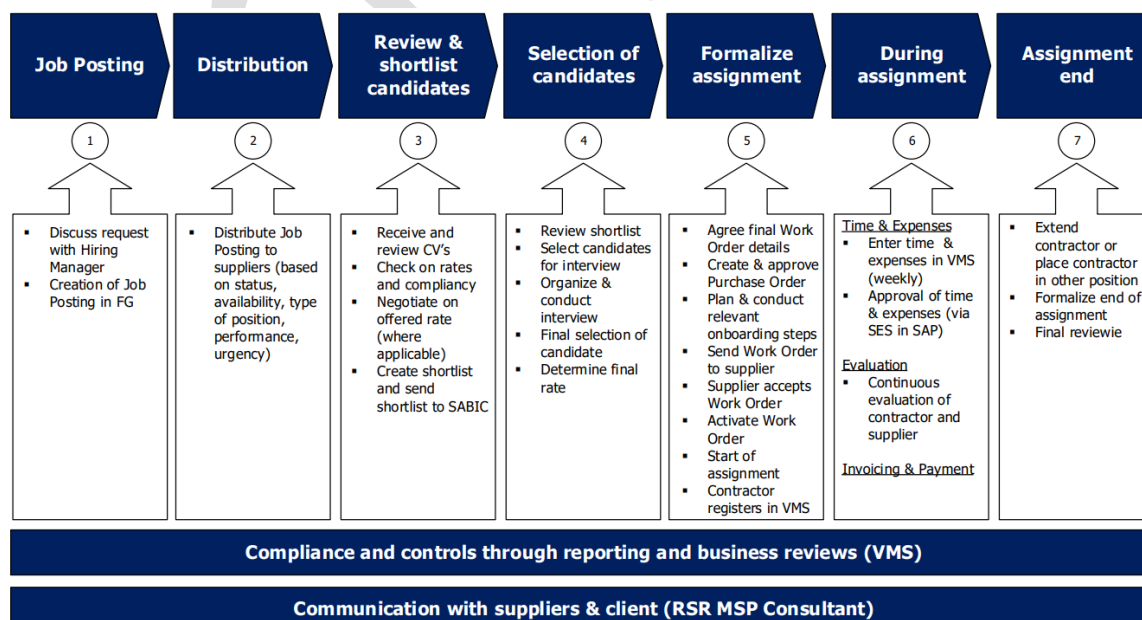 Job Posting
Distribution
Review &
shortlist
candidates
Selection of
candidates
Formalize
assignment
During
assignment
Assignment
end
1
2
3
4
5
6
7
▪ Discuss request
with Hiring
Manager
▪ Creation of Job
Posting in FG
▪ Distribute Job
Posting to
suppliers (based
on status,
availability, type
of position,
performance,
urgency)
▪ Receive and
review CV's
▪ Check on rates
and compliancy
▪ Negotiate on
offered rate
(where
applicable)
▪ Create shortlist
and send
shortlist to SABIC
▪ Review shortlist
▪ Select candidates
for interview
▪ Organize &
conduct
interview
▪ Final selection of
candidate
▪ Determine final
rate
▪ Agree final Work
Order details
▪ Create & approve
Purchase Order
▪ Plan & conduct
relevant
onboarding steps
▪ Send Work Order
to supplier
▪ Supplier accepts
Work Order
▪ Activate Work
Order
▪ Start of
assignment
▪ Contractor
registers in VMS
Time & Expenses
▪ Enter time &
expenses in VMS
(weekly)
▪ Approval of time
& expenses (via
SES in SAP)
Evaluation
▪ Continuous
evaluation of
contractor and
supplier
Invoicing & Payment
▪ Extend
contractor or
place contractor
in other position
▪ Formalize end of
assignment
▪ Final reviewie
Compliance and controls through reporting and business reviews (VMS)
Communication with suppliers & client (RSR MSP Consultant)